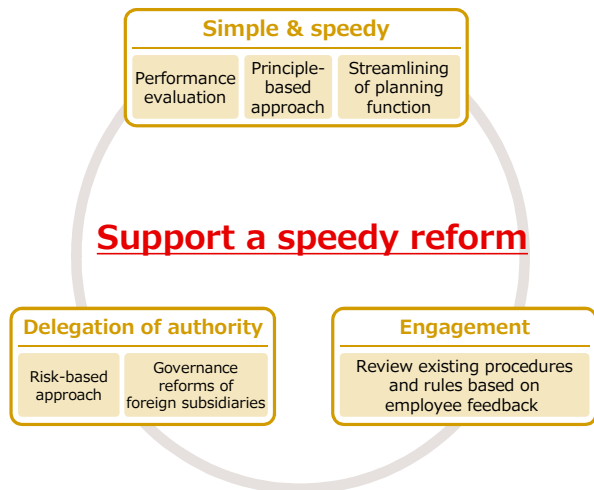 Simple & speedy
Performance
evaluation
Principle-
based
approach
Streamlining
of planning
function
Support a speedy reform
Delegation of authority
Risk-based
approach
Governance
reforms of
foreign subsidiaries
Engagement
Review existing procedures
and rules based on
employee feedback